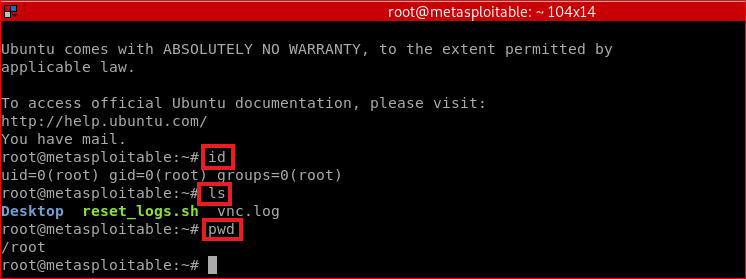 root@metasploitable: ~ 104x14
Ubuntu comes with ABSOLUTELY NO WARRANTY, to the extent permitted by
applicable law.
To access official Ubuntu documentation, please visit:
http://help.ubuntu.com/
You have mail.
root@metasploitable:~# id
uid=0(root) gid=0(root) groups=0(root)
root@metasploitable:~# ls
Desktop  reset_logs.sh  vnc.log
root@metasploitable:~# pwd
/root
root@metasploitable:~#